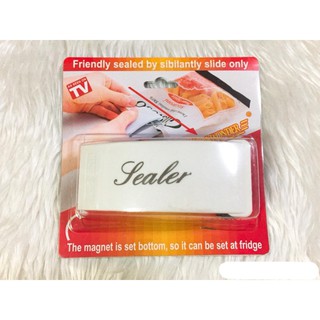 Friendly sealed by sibilantly slide only
AS SEEN ON
TV
Sealer
The magnet is set bottom, so it can be set at fridge